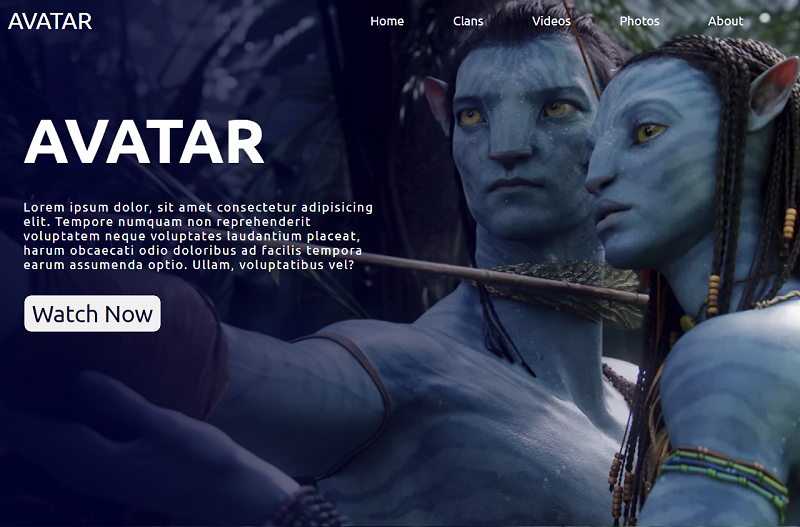 AVATAR
Home Clans Videos Photos About
AVATAR
Lorem ipsum dolor, sit amet consectetur adipisicing
elit. Tempore numquam non reprehenderit
voluptatem neque voluptates laudantium placeat,
harum obcaecati odio doloribus ad facilis tempora
earum assumenda optio. Ullam, voluptatibus vel?
Watch Now